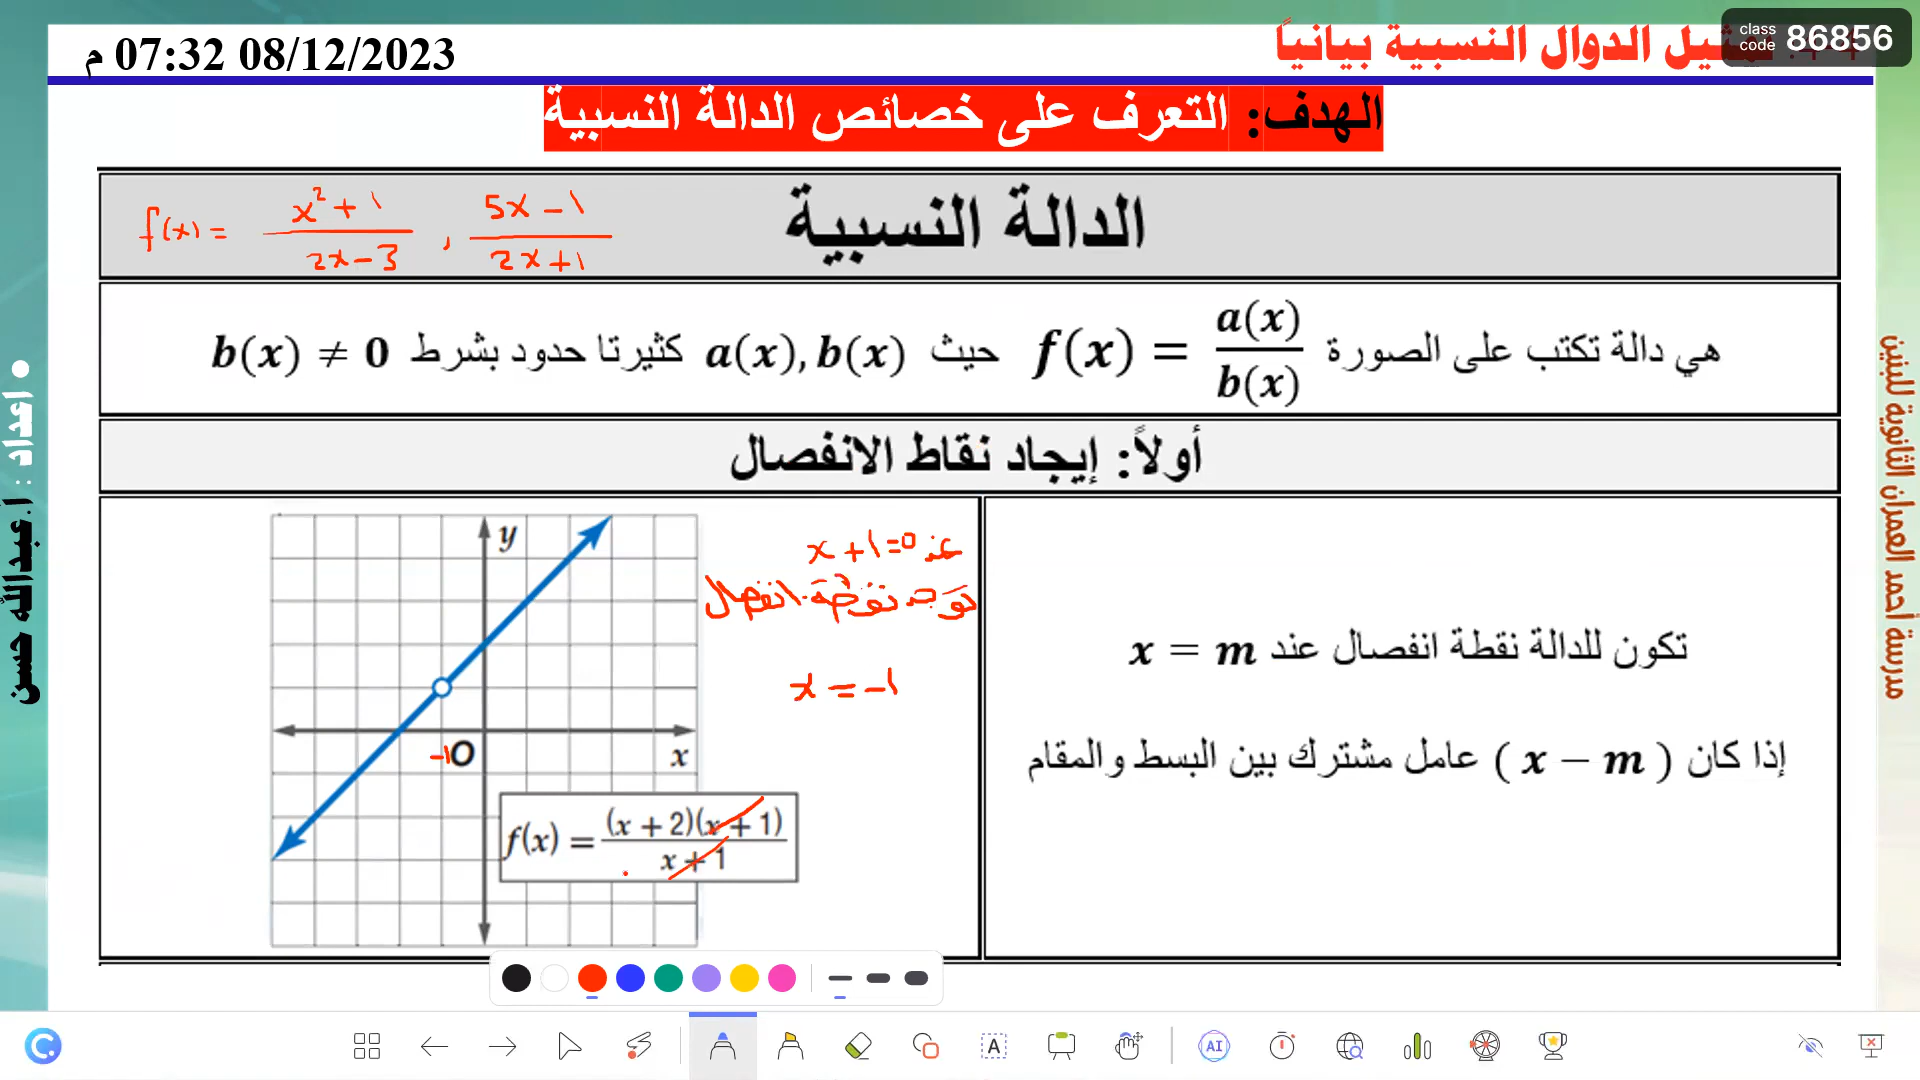 class code 86856
تمثيل الدوال النسبية بيانياً
08/12/2023 07:32 م
الهدف: التعرف على خصائص الدالة النسبية
الدالة النسبية
f(x) = x²+1 / 2x-3 , 5x-1 / 2x+1
هي دالة تكتب على الصورة f(x) = a(x) / b(x) حيث a(x), b(x) كثيرتا حدود بشرط b(x) ≠ 0
أولاً: إيجاد نقاط الانفصال
تكون للدالة نقطة انفصال عند x = m
إذا كان ( x − m ) عامل مشترك بين البسط والمقام
عند x+1=0
توجد نقطة انفصال
x = -1
y
-1 O
x
f(x) = (x + 2)(x + 1) / x + 1
مدرسة أحمد العمران الثانوية للبنين
اعداد : أ.عبدالله حسن
A
AI